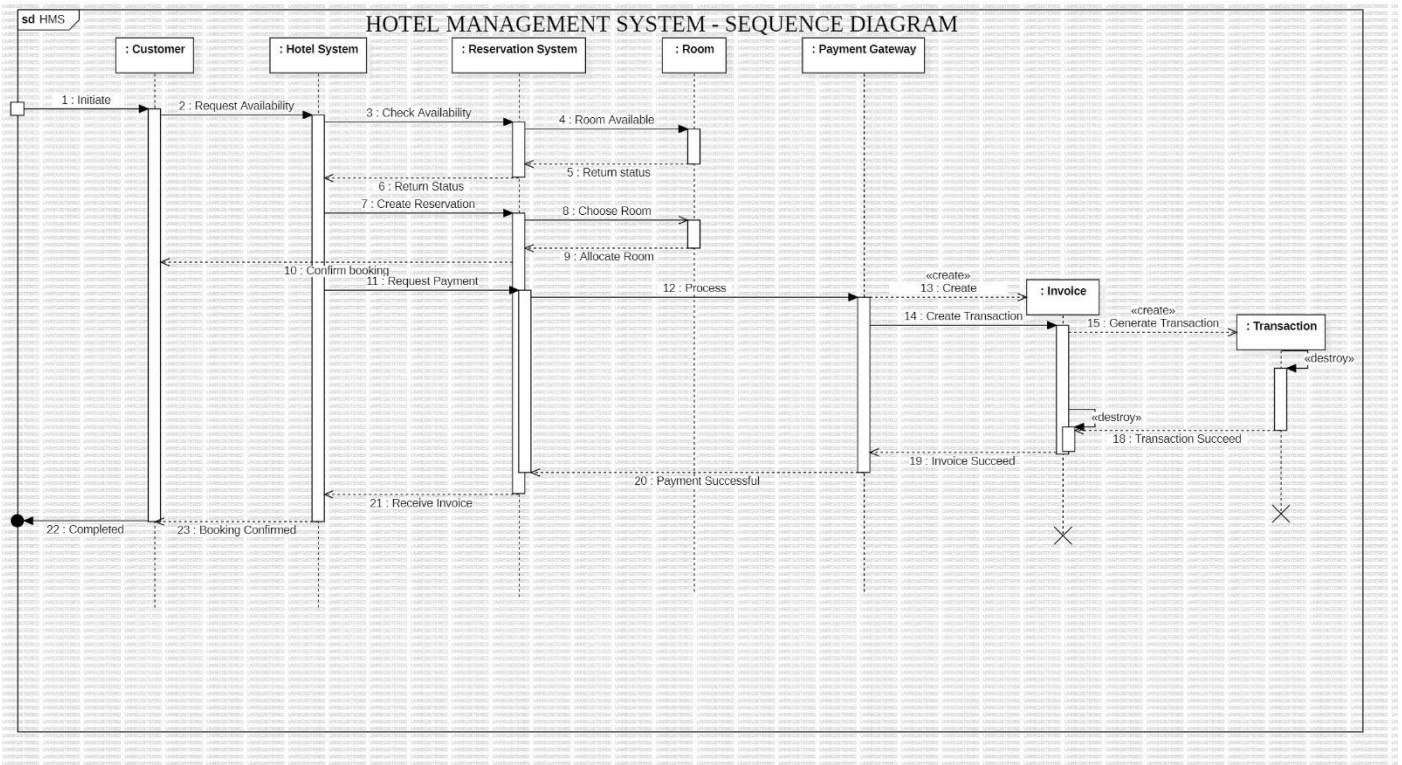 sd HMS
HOTEL MANAGEMENT SYSTEM - SEQUENCE DIAGRAM
: Customer
: Hotel System
: Reservation System
: Room
: Payment Gateway
1 : Initiate
2 : Request Availability
3 : Check Availability
4 : Room Available
5 : Return status
6 : Return Status
7 : Create Reservation
8 : Choose Room
9 : Allocate Room
10 : Confirm booking
11 : Request Payment
12 : Process
«create»
13 : Create
: Invoice
14 : Create Transaction
«create»
15 : Generate Transaction
: Transaction
«destroy»
«destroy»
18 : Transaction Succeed
19 : Invoice Succeed
20 : Payment Successful
21 : Receive Invoice
22 : Completed
23 : Booking Confirmed